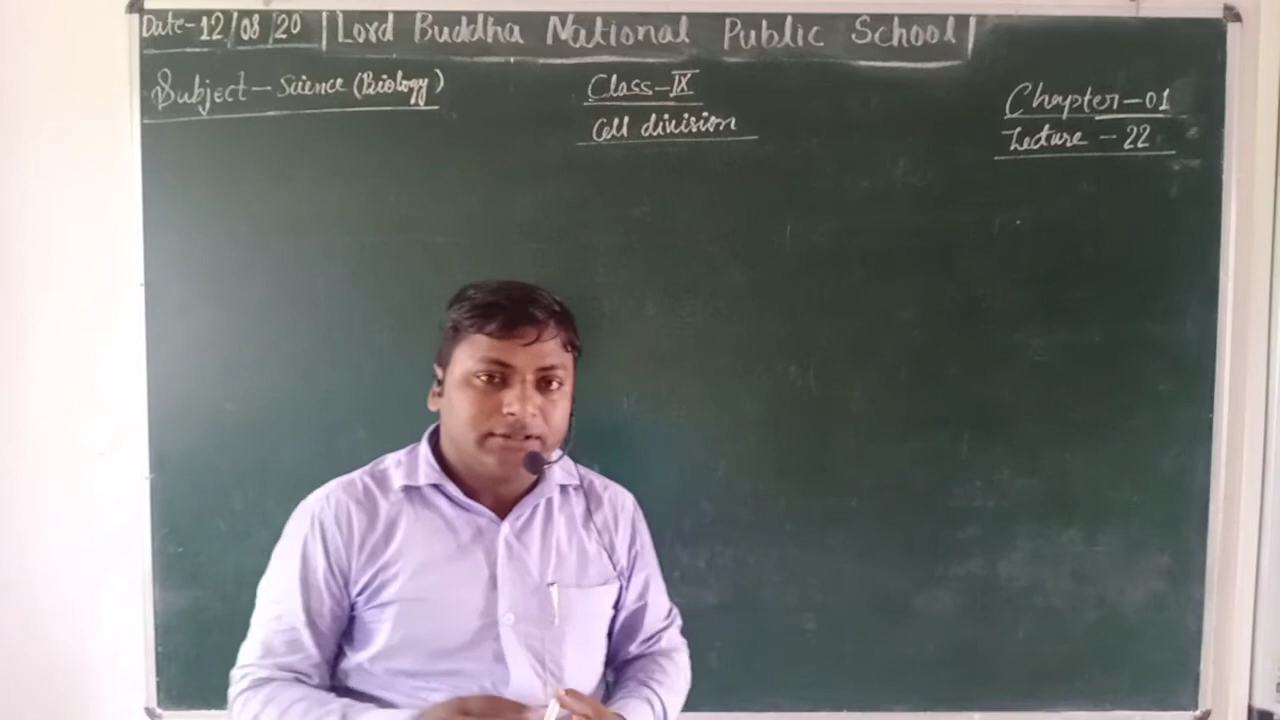 Date-12/08/20 | Lord Buddha National Public School |
Subject - Science (Biology)
Class-IX
Cell division
Chapter-01
Lecture - 22